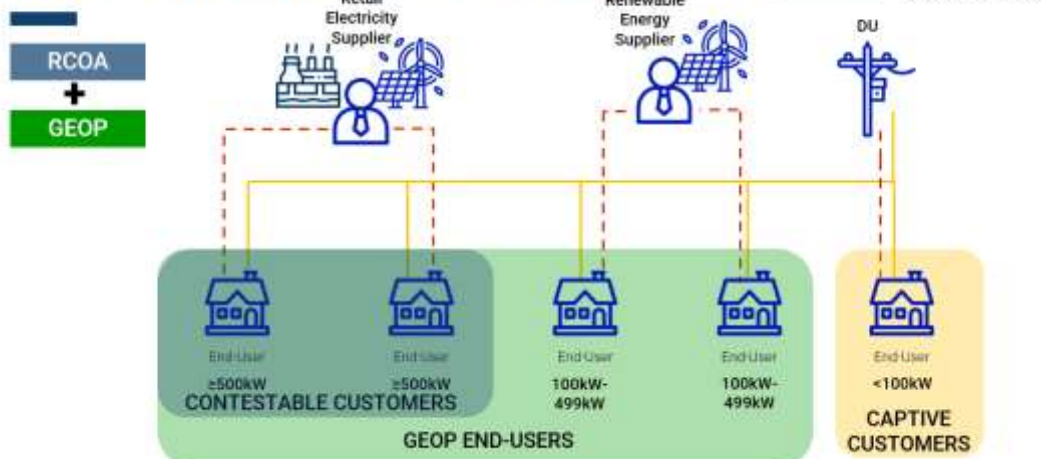 Retail
Electricity
Supplier
Renewable
Energy
Supplier
DU
RCOA
+
GEOP
End-User
≥500kW
End-User
≥500kW
CONTESTABLE CUSTOMERS
End-User
100kW-
499kW
End-User
100kW-
499kW
GEOP END-USERS
End-User
<100kW
CAPTIVE
CUSTOMERS